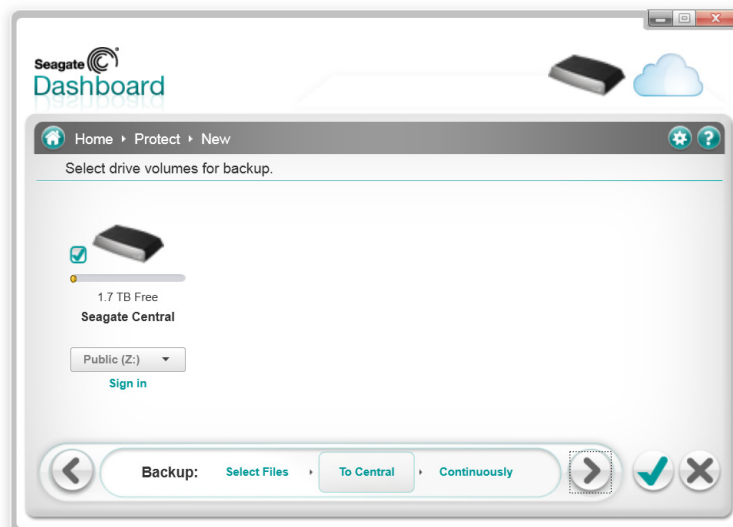 Seagate
Dashboard
Home ‣ Protect ‣ New
?
Select drive volumes for backup.
1.7 TB Free
Seagate Central
Public (Z:)
Sign in
Backup: Select Files ‣ To Central ‣ Continuously